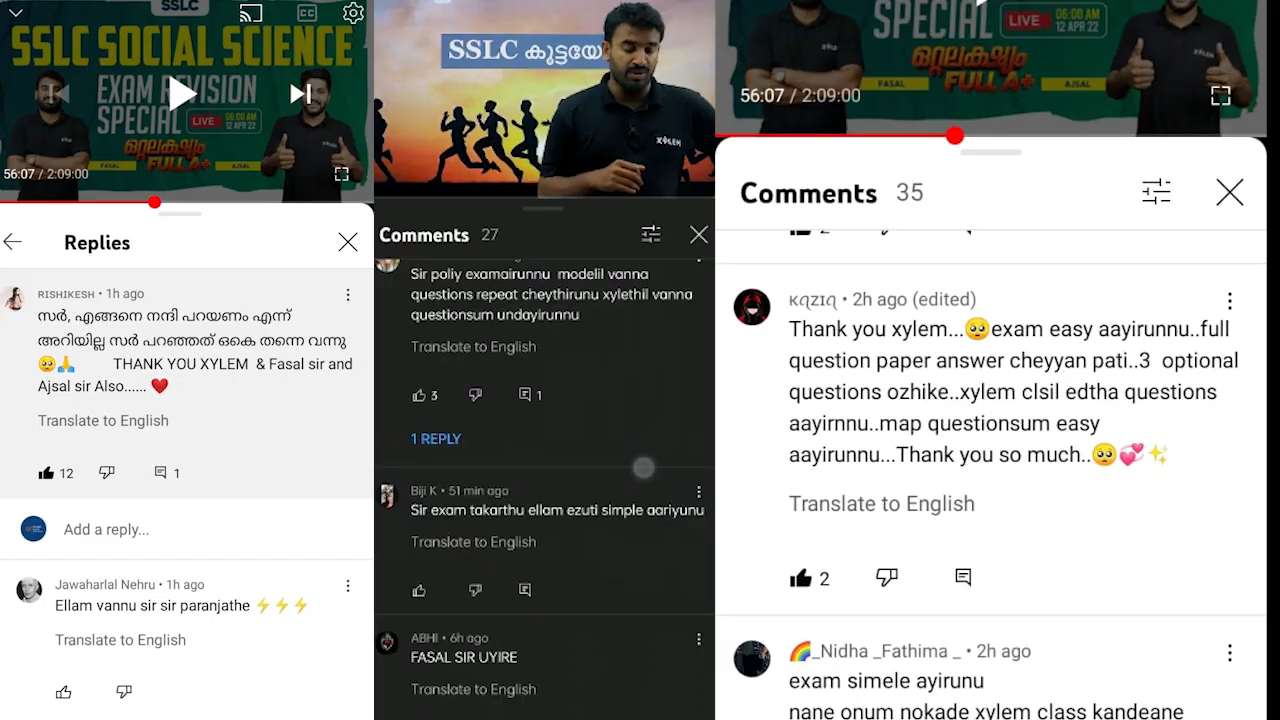 SSLC
CC
SSLC SOCIAL SCIENCE
EXAM REVISION
SPECIAL
LIVE 06:00 AM
12 APR 22
ഒറ്റലക്ഷ്യം
FULL A+
FASAL
AJSAL
56:07 / 2:09:00
Replies
RISHIKESH • 1h ago
സർ, എങ്ങനെ നന്ദി പറയണം എന്ന്
അറിയില്ല സർ പറഞ്ഞത് ഒകെ തന്നെ വന്നു
🥺🙏 THANK YOU XYLEM & Fasal sir and
Ajsal sir Also...... ❤️
Translate to English
12
1
Add a reply...
Jawaharlal Nehru • 1h ago
Ellam vannu sir sir paranjathe ⚡⚡⚡
Translate to English
SSLC കുട്ടയോ
XYLEM
Comments 27
Sir poliy examairunnu modelil vanna
questions repeat cheythirunu xylethil vanna
questionsum undayirunnu
Translate to English
3
1
1 REPLY
Biji K • 51 min ago
Sir exam takarthu ellam ezuti simple aariyunu
Translate to English
ABHI • 6h ago
FASAL SIR UYIRE
Translate to English
SPECIAL
LIVE 06:00 AM
12 APR 22
ഒറ്റലക്ഷ്യം
FULL A+
FASAL
AJSAL
XYLEM
56:07 / 2:09:00
Comments 35
2h ago (edited)
Thank you xylem...🥺exam easy aayirunnu..full
question paper answer cheyyan pati..3 optional
questions ozhike..xylem clsil edtha questions
aayirnnu..map questionsum easy
aayirunnu...Thank you so much..🥺💞✨
Translate to English
2
🌈_Nidha _Fathima _ • 2h ago
exam simele ayirunu
nane onum nokade xylem class kandeane